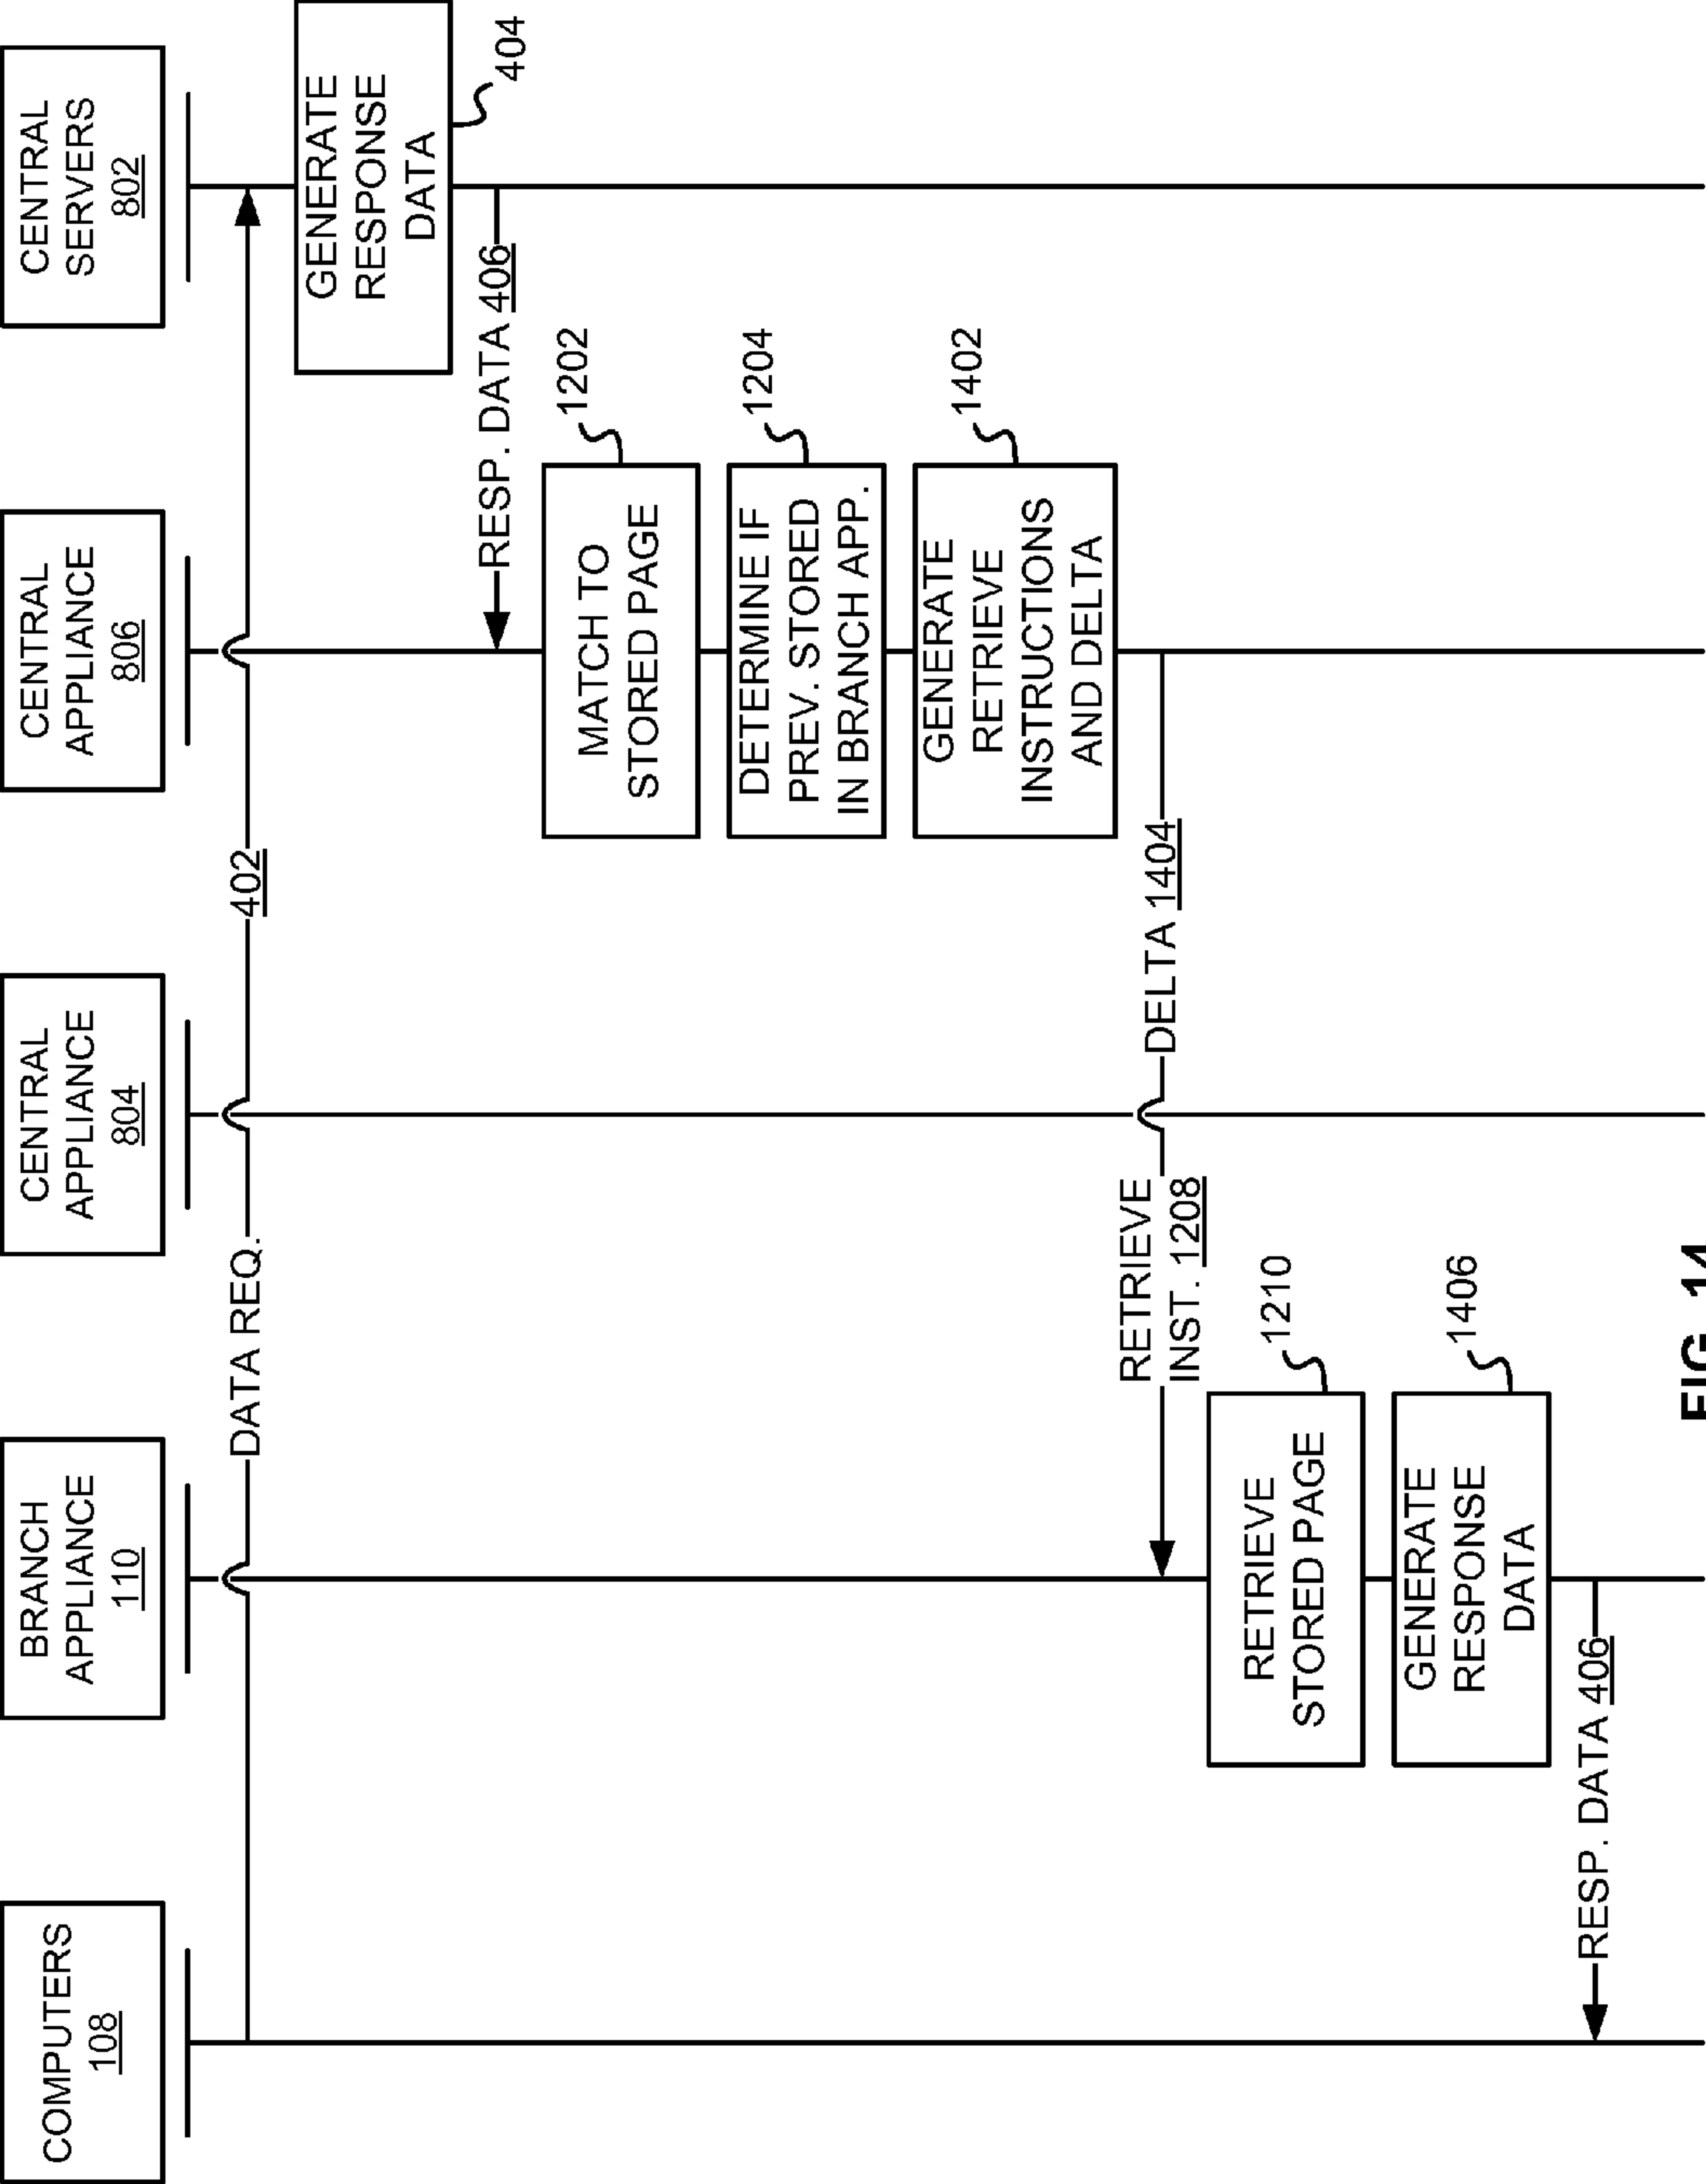 COMPUTERS
108
BRANCH
APPLIANCE
110
CENTRAL
APPLIANCE
804
CENTRAL
APPLIANCE
806
CENTRAL
SERVERS
802
DATA REQ.
402
GENERATE
RESPONSE
DATA
404
RESP. DATA 406
MATCH TO
STORED PAGE
1202
DETERMINE IF
PREV. STORED
IN BRANCH APP.
1204
GENERATE
RETRIEVE
INSTRUCTIONS
AND DELTA
1402
RETRIEVE
INST. 1208
DELTA 1404
RETRIEVE
STORED PAGE
1210
GENERATE
RESPONSE
DATA
1406
RESP. DATA 406
FIG. 14